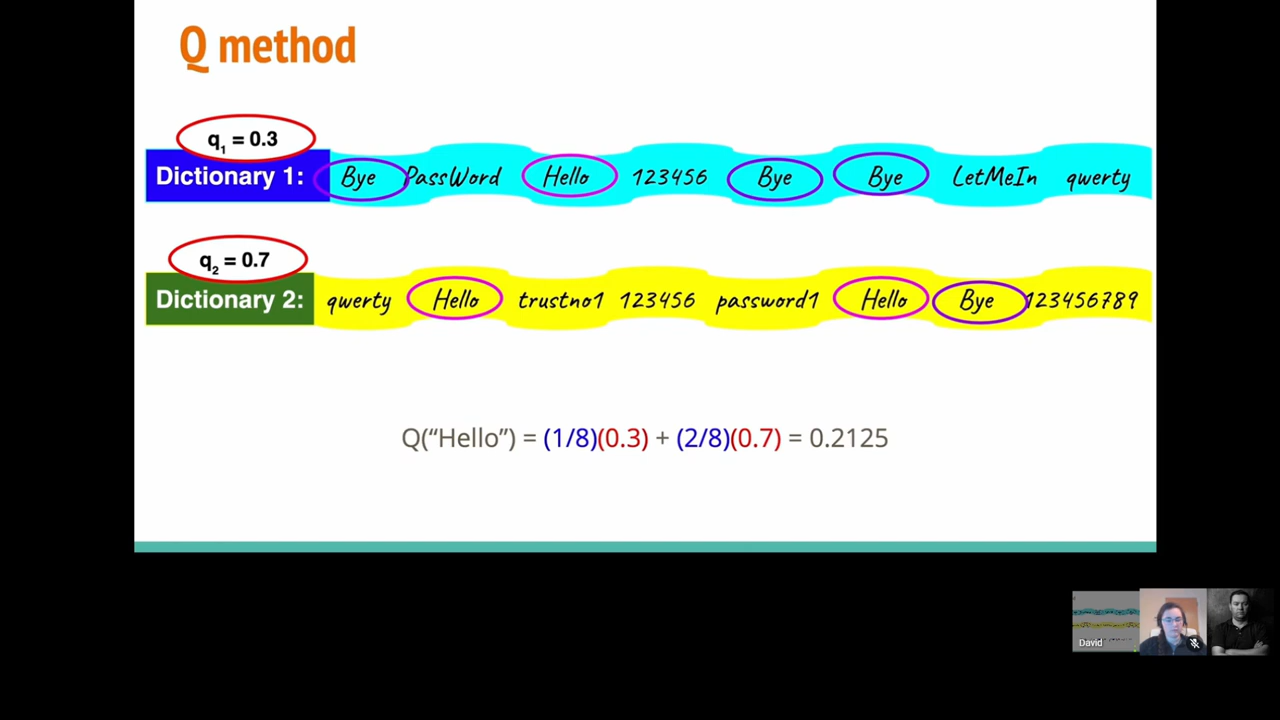 Q method
q1 = 0.3
Dictionary 1: Bye PassWord Hello 123456 Bye Bye LetMeIn qwerty
q2 = 0.7
Dictionary 2: qwerty Hello trustno1 123456 password1 Hello Bye 123456789
Q(“Hello”) = (1/8)(0.3) + (2/8)(0.7) = 0.2125
David